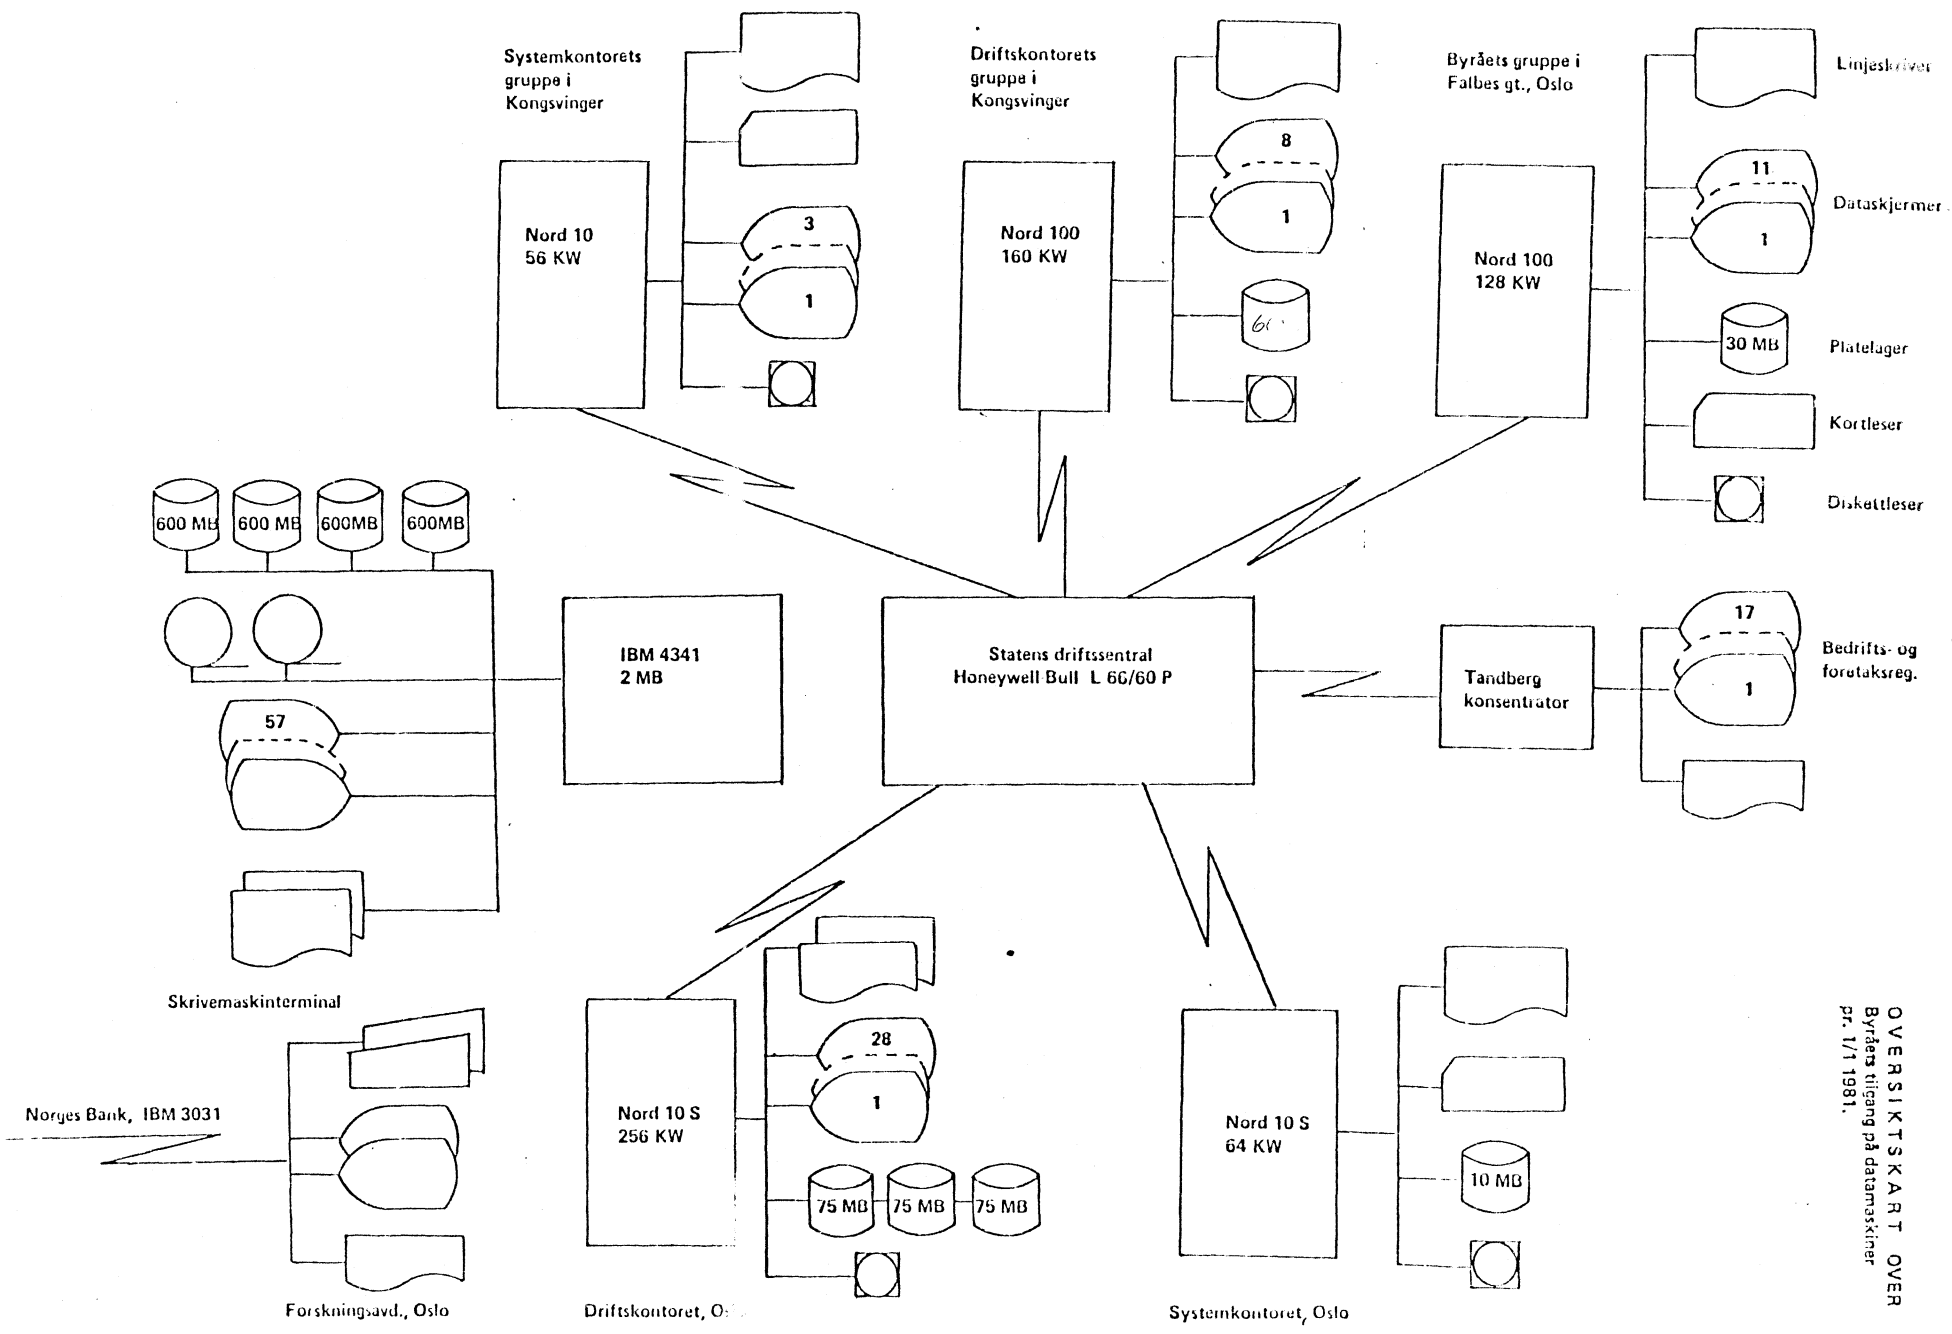 Systemkontorets
gruppe i
Kongsvinger
Nord 10
56 KW
3
1
Driftskontorets
gruppe i
Kongsvinger
Nord 100
160 KW
8
1
Byråets gruppe i
Falbes gt., Oslo
Nord 100
128 KW
11
1
30 MB
Linjeskriver
Dataskjermer
Platelager
Kortleser
Diskettleser
600 MB
600 MB
600MB
600MB
57
IBM 4341
2 MB
Statens driftssentral
Honeywell Bull L 66/60 P
Tandberg
konsentrator
17
1
Bedrifts- og
foretaksreg.
Skrivemaskinterminal
Norges Bank, IBM 3031
Forskningsavd., Oslo
Nord 10 S
256 KW
28
1
75 MB
75 MB
75 MB
Driftskontoret,
Nord 10 S
64 KW
10 MB
Systemkontoret, Oslo
OVERSIKTSKART OVER
Byråets tilgang på datamaskiner
pr. 1/1 1981.